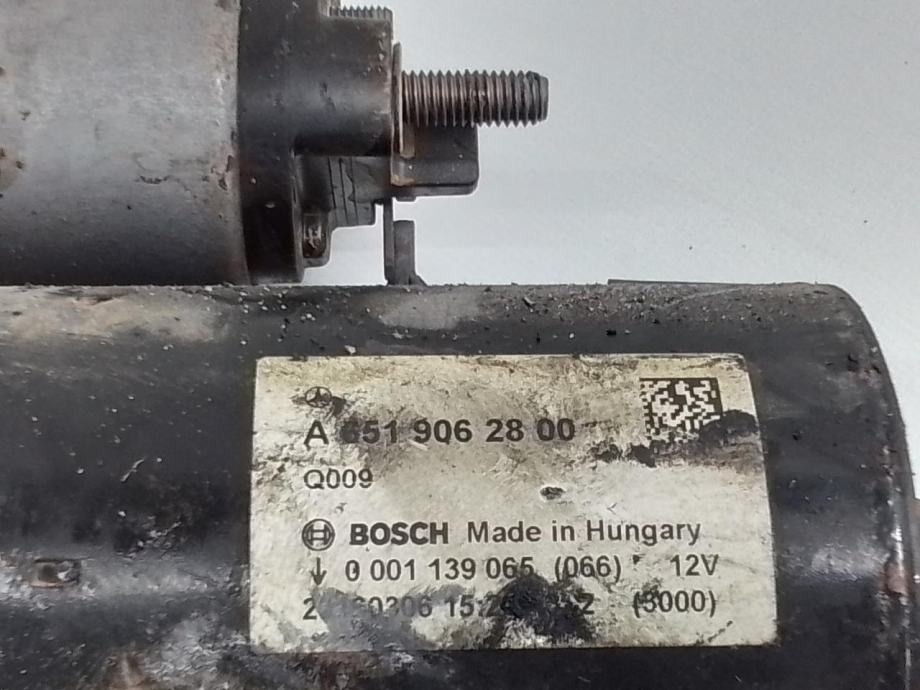 A 651 906 28 00
Q009
BOSCH Made in Hungary
0 001 139 065 (066) 12V
(3000)